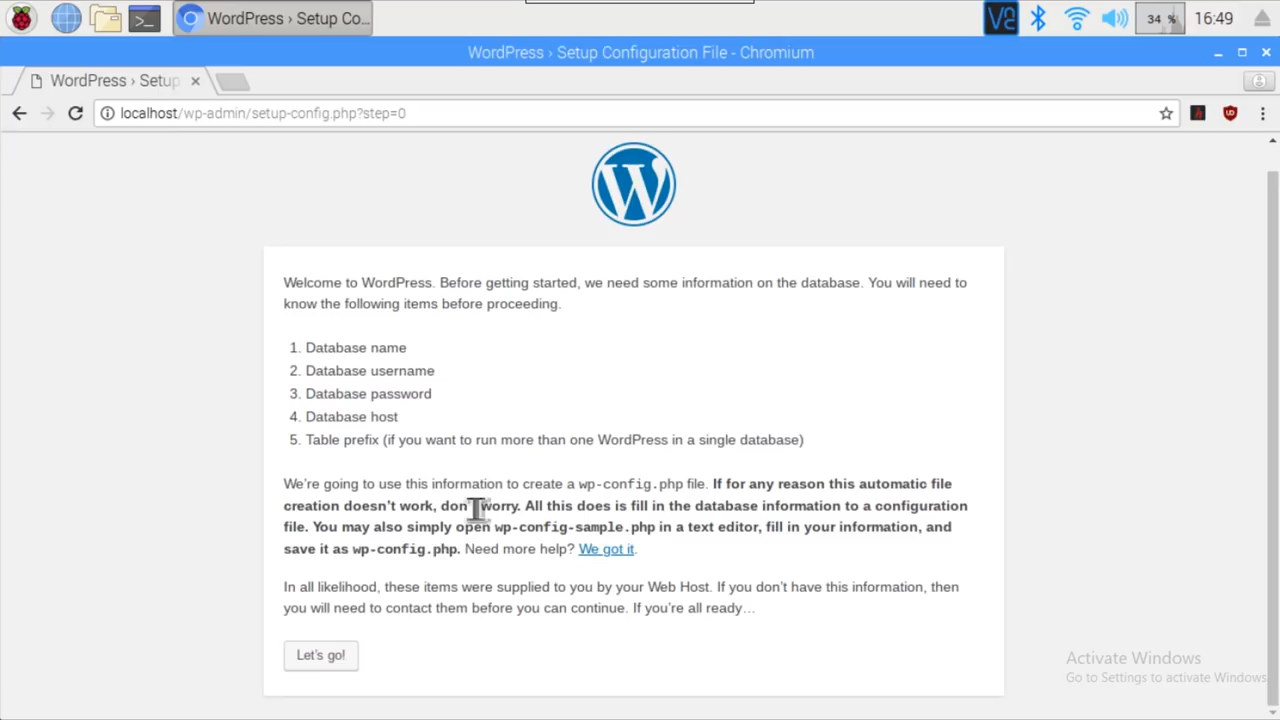 WordPress › Setup Co...
34 %
16:49
WordPress › Setup Configuration File - Chromium
WordPress › Setup
localhost/wp-admin/setup-config.php?step=0
Welcome to WordPress. Before getting started, we need some information on the database. You will need to
know the following items before proceeding.
1. Database name
2. Database username
3. Database password
4. Database host
5. Table prefix (if you want to run more than one WordPress in a single database)
We’re going to use this information to create a wp-config.php file. If for any reason this automatic file
creation doesn’t work, don’t worry. All this does is fill in the database information to a configuration
file. You may also simply open wp-config-sample.php in a text editor, fill in your information, and
save it as wp-config.php. Need more help? We got it.
In all likelihood, these items were supplied to you by your Web Host. If you don’t have this information, then
you will need to contact them before you can continue. If you’re all ready…
Let’s go!
Activate Windows
Go to Settings to activate Windows